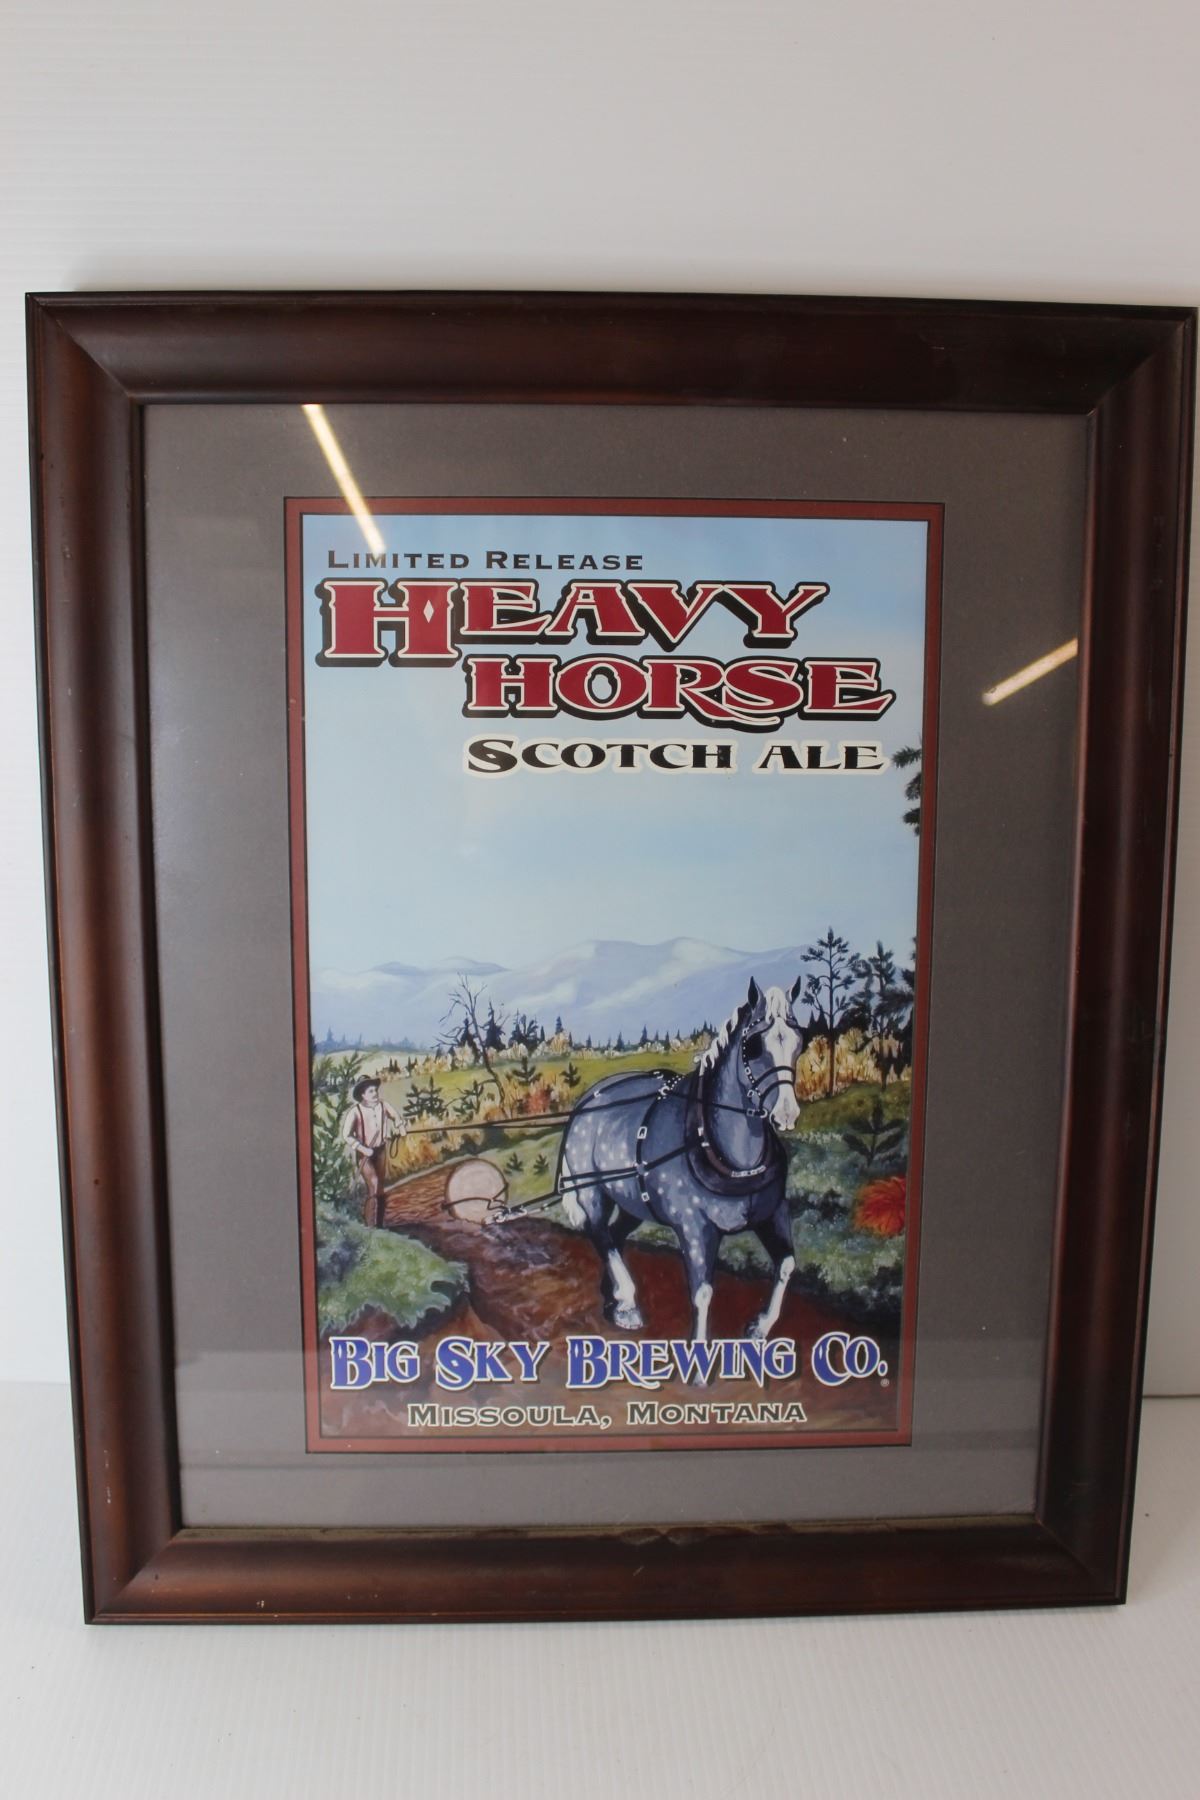 LIMITED RELEASE
HEAVY
HORSE
SCOTCH ALE
BIG SKY BREWING CO.®
MISSOULA, MONTANA